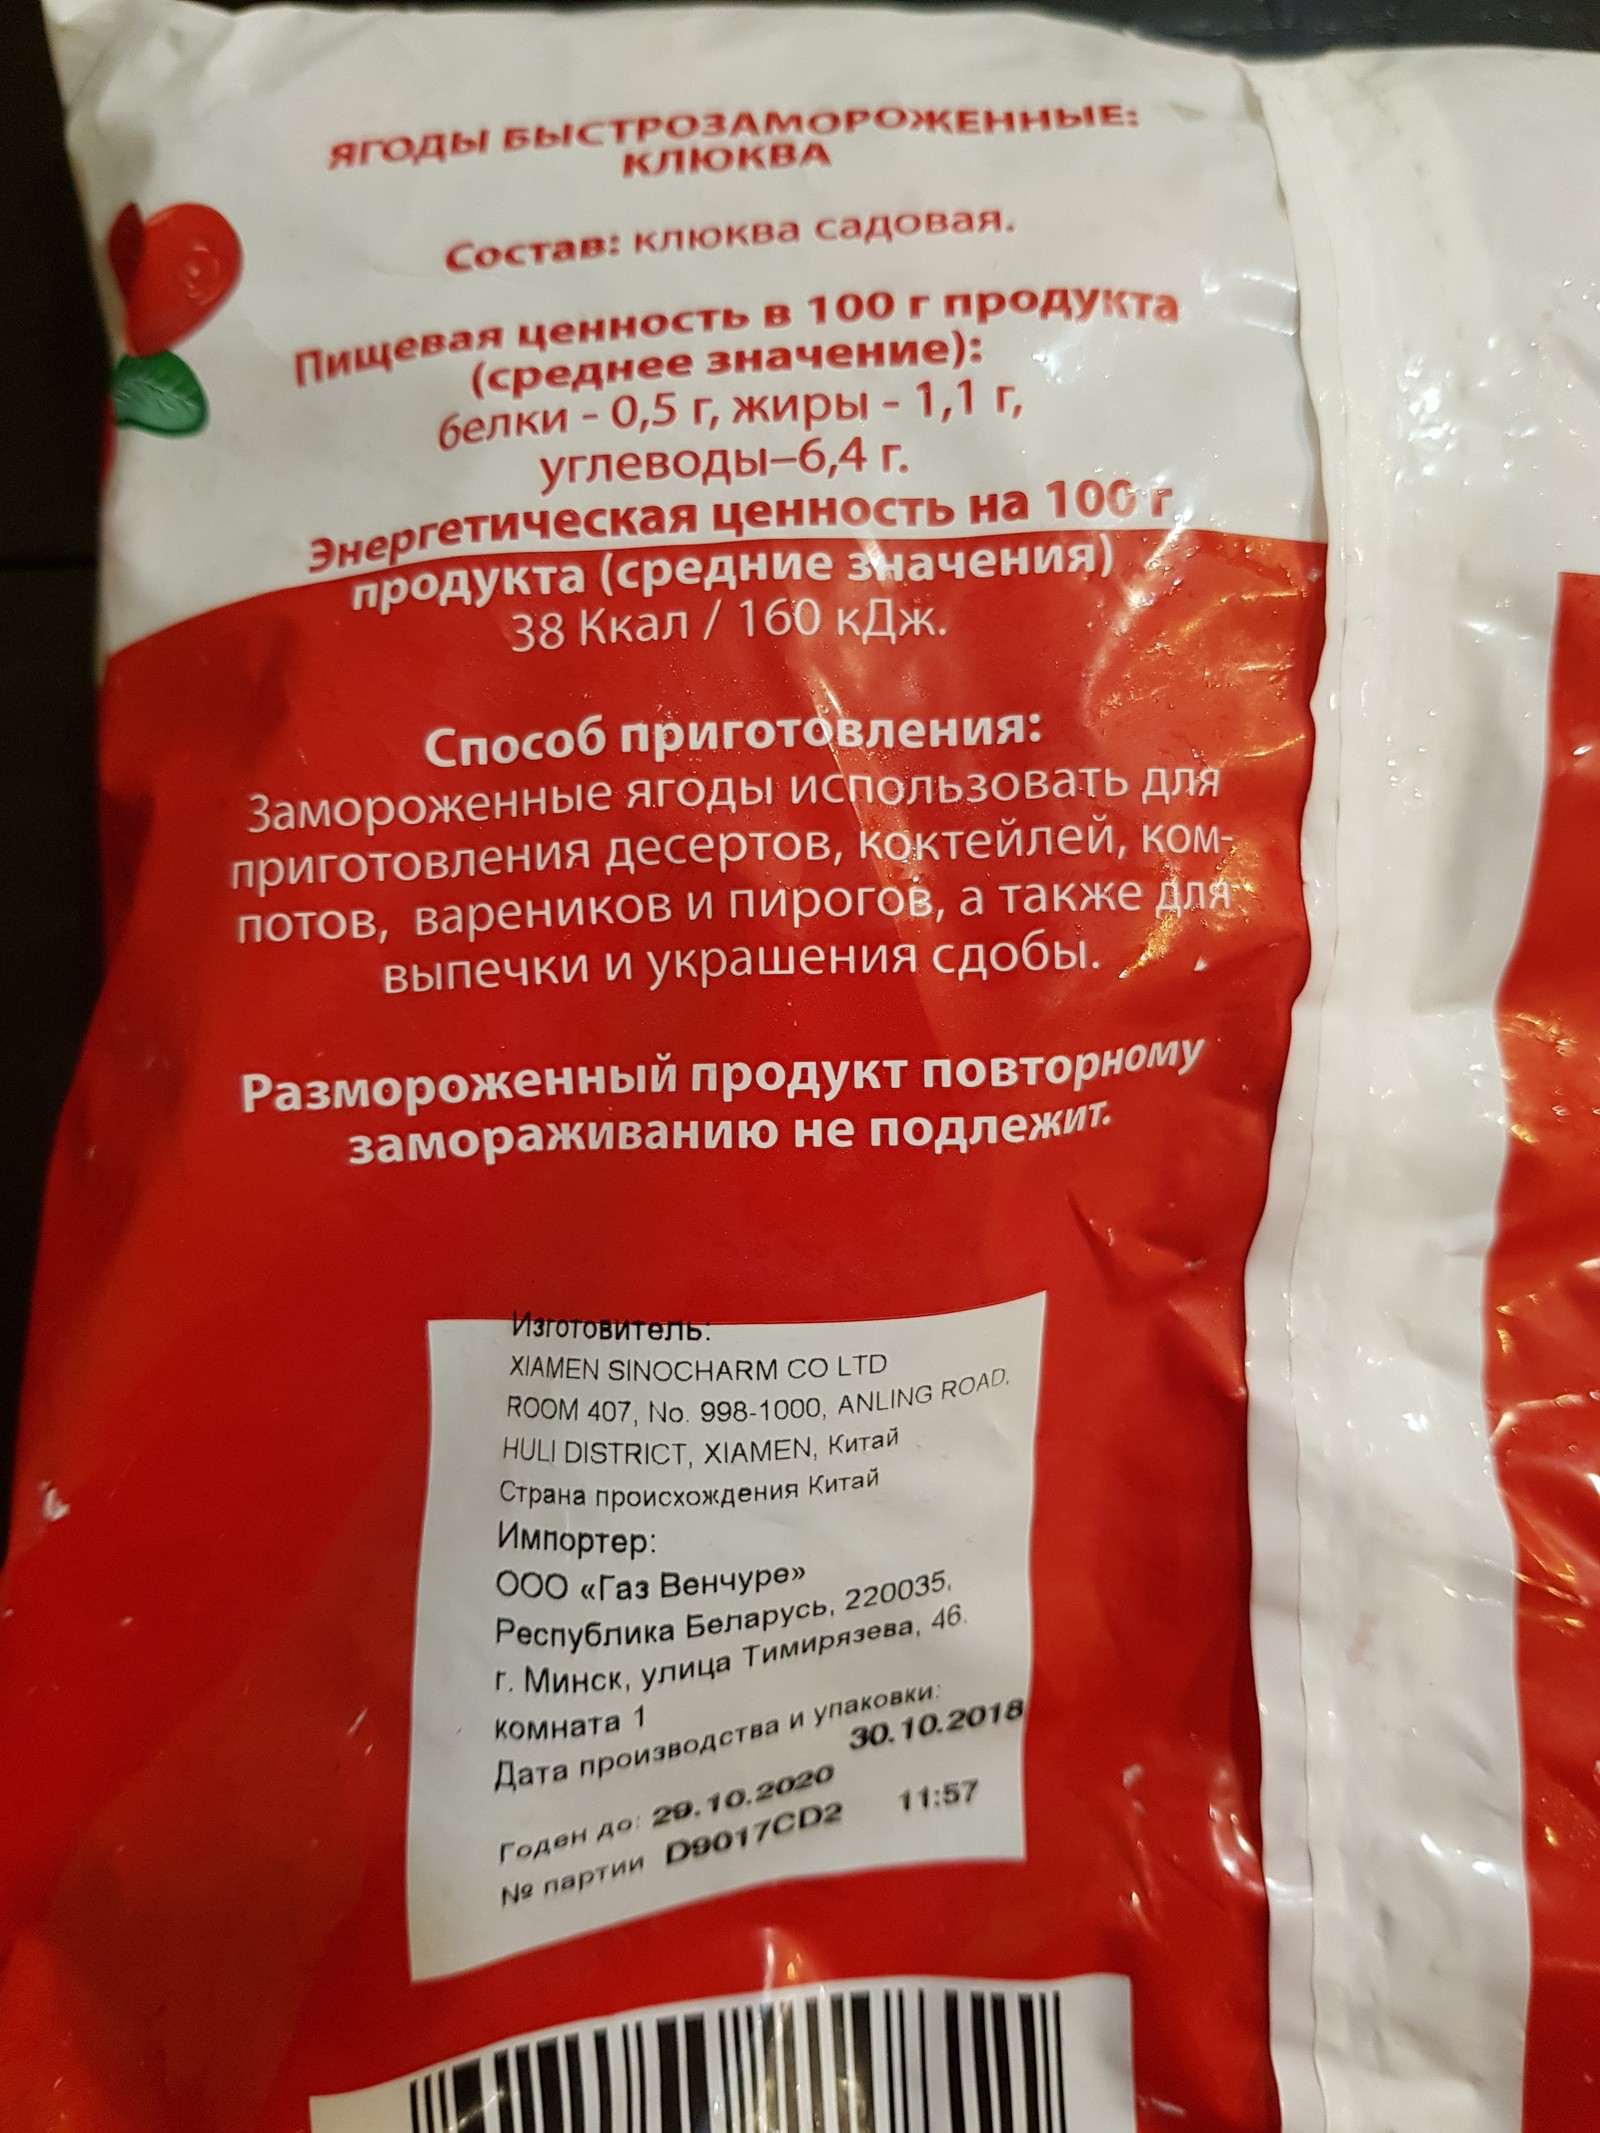 ЯГОДЫ БЫСТРОЗАМОРОЖЕННЫЕ:
КЛЮКВА
Состав: клюква садовая.
Пищевая ценность в 100 г продукта
(среднее значение):
белки - 0,5 г, жиры - 1,1 г,
углеводы–6,4 г.
Энергетическая ценность на 100 г
продукта (средние значения)
38 Ккал / 160 кДж.
Способ приготовления:
Замороженные ягоды использовать для
приготовления десертов, коктейлей, ком-
потов, вареников и пирогов, а также для
выпечки и украшения сдобы.
Размороженный продукт повторному
замораживанию не подлежит.
Изготовитель:
XIAMEN SINOCHARM CO LTD
ROOM 407, No. 998-1000, ANLING ROAD,
HULI DISTRICT, XIAMEN, Китай
Страна происхождения Китай
Импортер:
ООО «Газ Венчуре»
Республика Беларусь, 220035,
г. Минск, улица Тимирязева, 46.
комната 1
Дата производства и упаковки:
30.10.2018
Годен до: 29.10.2020
№ партии D9017CD2 11:57